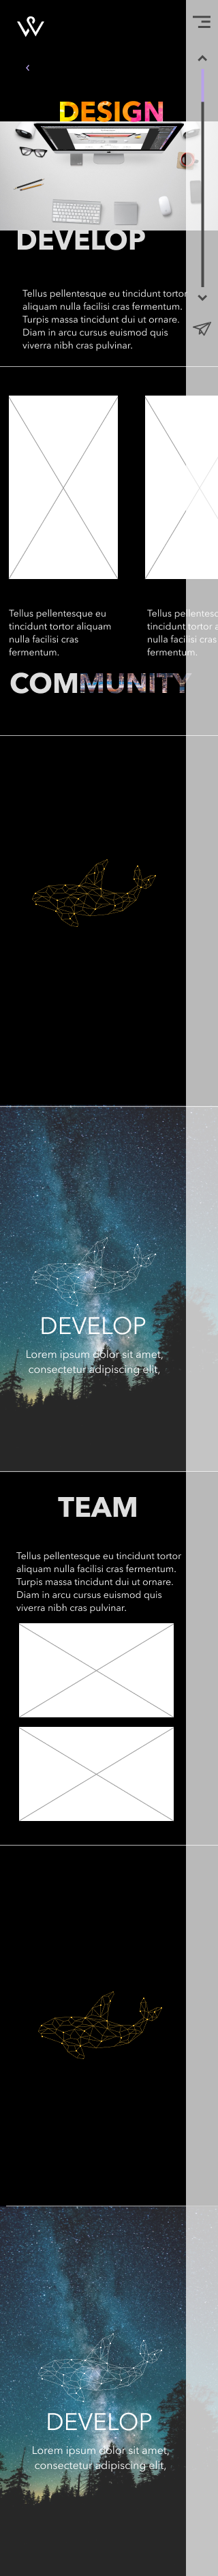 DESIGN
DEVELOP
Tellus pellentesque eu tincidunt tortor
aliquam nulla facilisi cras fermentum.
Turpis massa tincidunt dui ut ornare.
Diam in arcu cursus euismod quis
viverra nibh cras pulvinar.
Tellus pellentesque eu
tincidunt tortor aliquam
nulla facilisi cras
fermentum.
Tellus pellentesc
tincidunt tortor a
nulla facilisi cras
fermentum.
COMMUNITY
DEVELOP
Lorem ipsum dolor sit amet,
consectetur adipiscing elit,
TEAM
Tellus pellentesque eu tincidunt tortor
aliquam nulla facilisi cras fermentum.
Turpis massa tincidunt dui ut ornare.
Diam in arcu cursus euismod quis
viverra nibh cras pulvinar.
DEVELOP
Lorem ipsum dolor sit amet,
consectetur adipiscing elit,